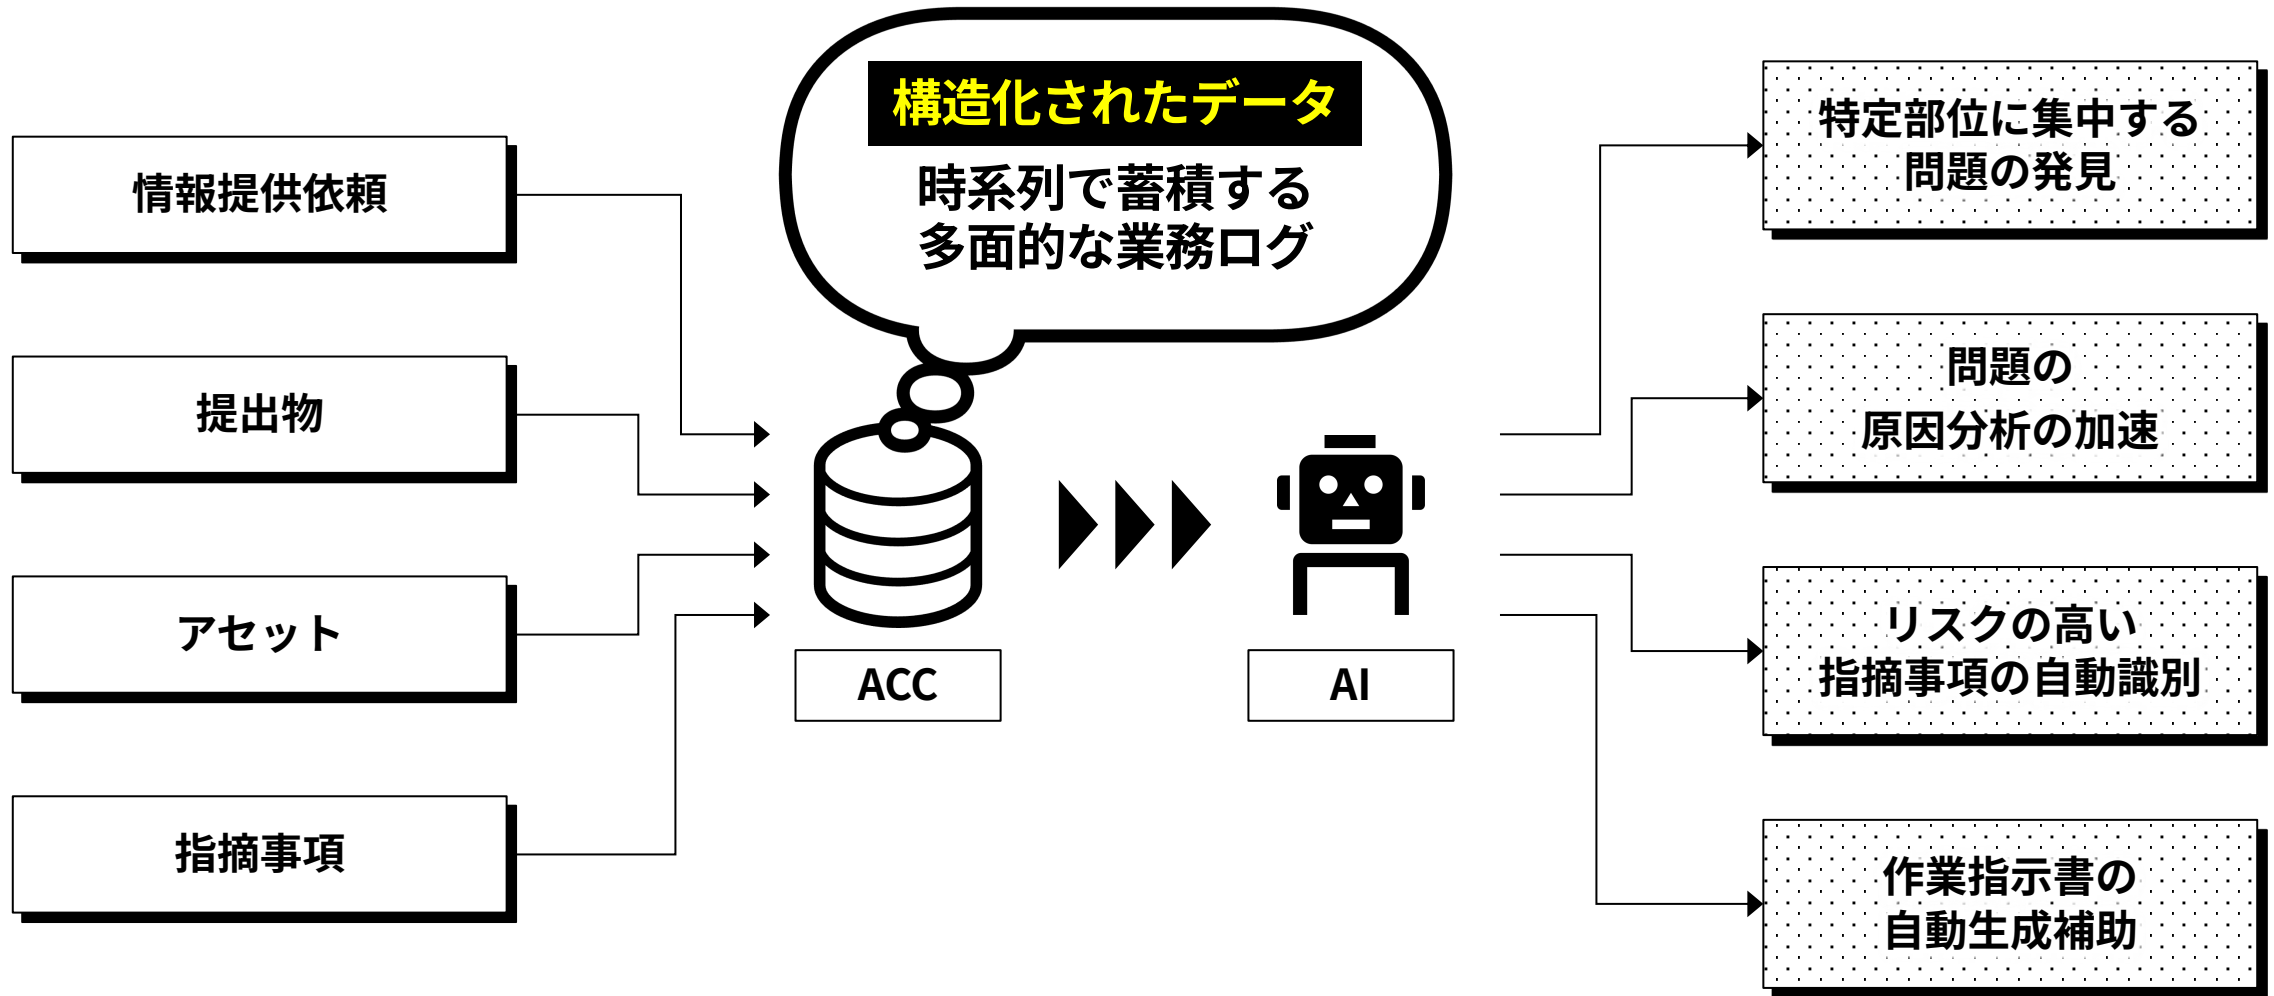 情報提供依頼
提出物
アセット
指摘事項
構造化されたデータ
時系列で蓄積する
多面的な業務ログ
ACC
AI
特定部位に集中する
問題の発見
問題の
原因分析の加速
リスクの高い
指摘事項の自動識別
作業指示書の
自動生成補助